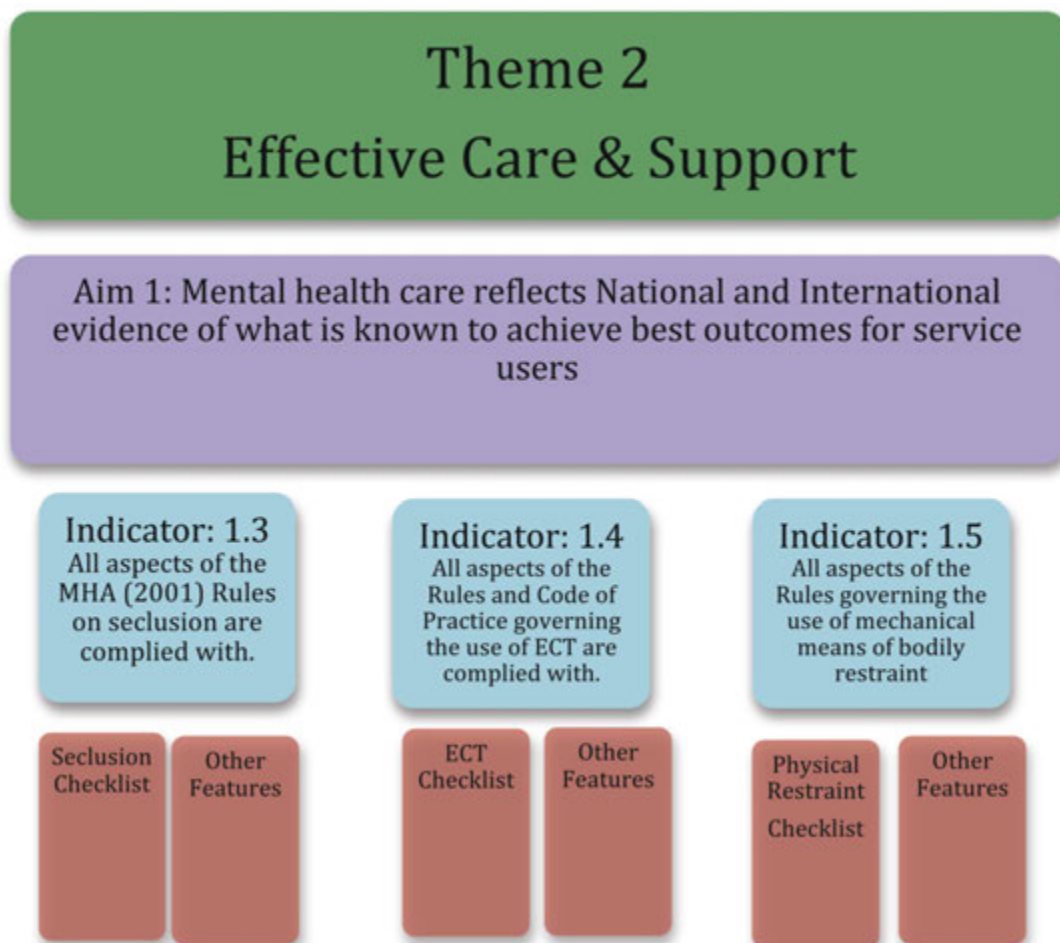 Theme 2
Effective Care & Support
Aim 1: Mental health care reflects National and International
evidence of what is known to achieve best outcomes for service
users
Indicator: 1.3
All aspects of the
MHA (2001) Rules
on seclusion are
complied with.
Indicator: 1.4
All aspects of the
Rules and Code of
Practice governing
the use of ECT are
complied with.
Indicator: 1.5
All aspects of the
Rules governing the
use of mechanical
means of bodily
restraint
Seclusion
Checklist
Other
Features
ECT
Checklist
Other
Features
Physical
Restraint
Checklist
Other
Features